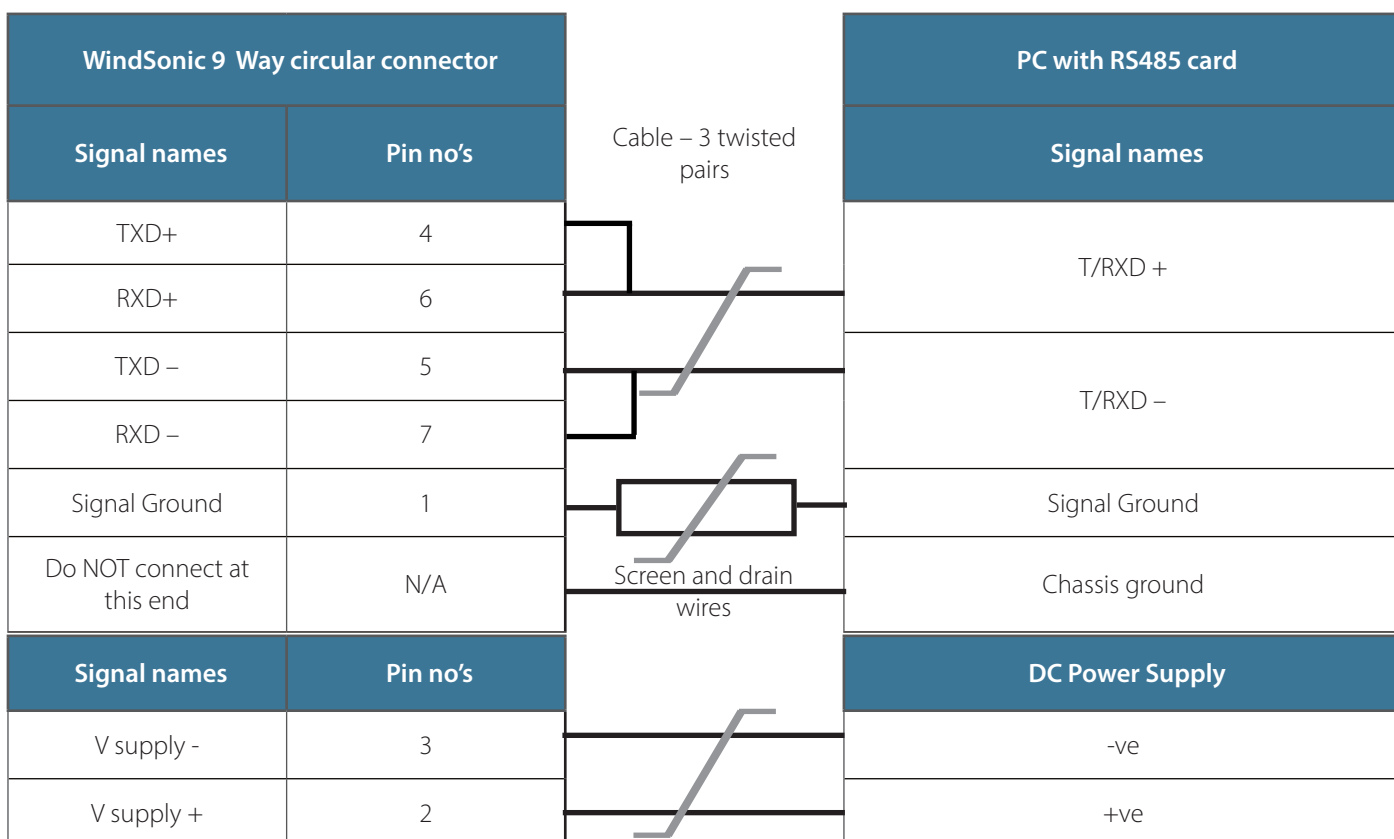 WindSonic 9 Way circular connector
PC with RS485 card
Signal names
Pin no's
Cable – 3 twisted
pairs
Signal names
TXD+
4
T/RXD +
RXD+
6
TXD –
5
T/RXD –
RXD –
7
Signal Ground
1
Signal Ground
Do NOT connect at
this end
N/A
Screen and drain
wires
Chassis ground
Signal names
Pin no's
DC Power Supply
V supply -
3
-ve
V supply +
2
+ve